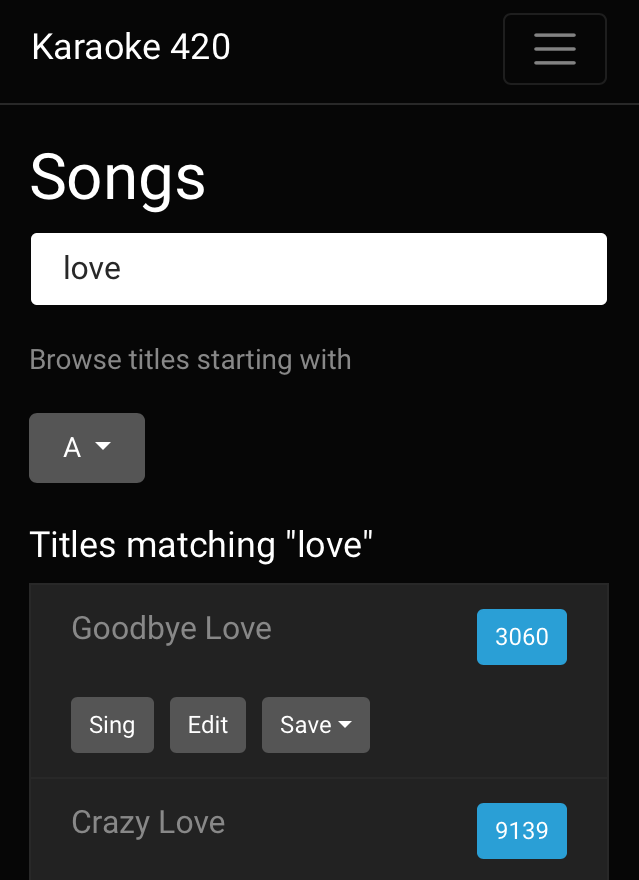 Karaoke 420
Songs
love
Browse titles starting with
A
Titles matching "love"
Goodbye Love
3060
Sing Edit Save
Crazy Love
9139